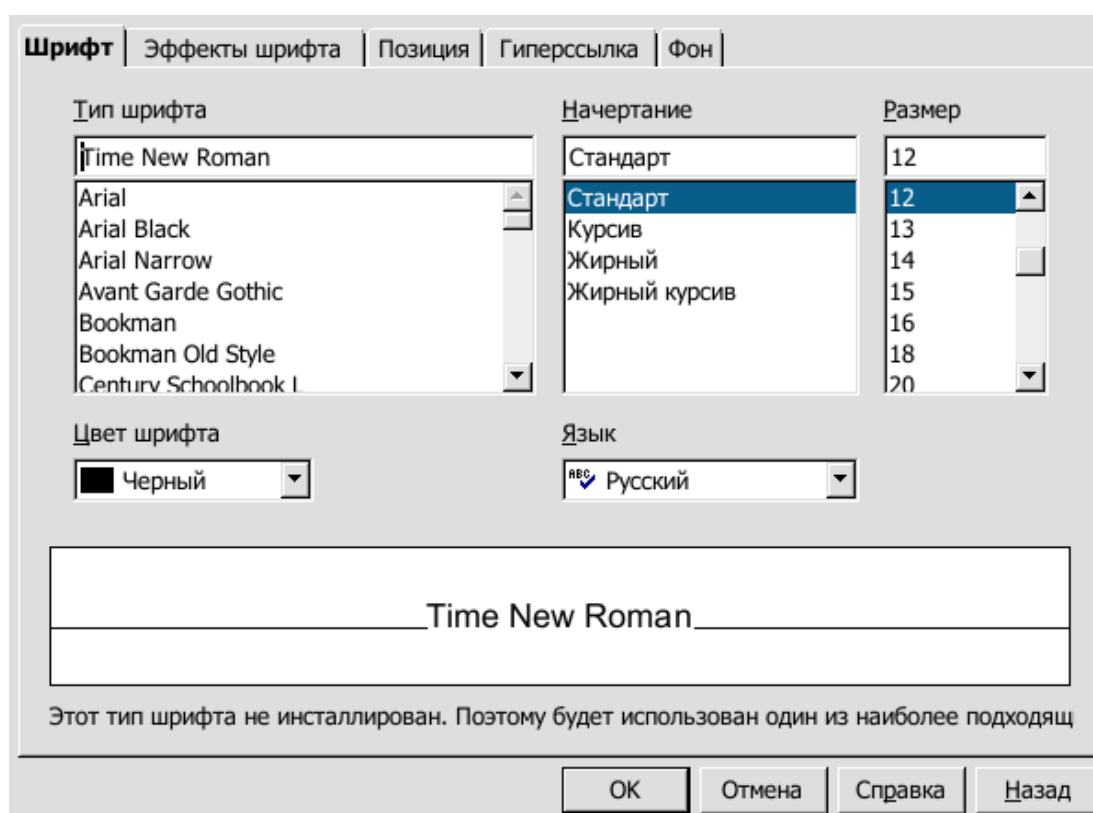 Шрифт Эффекты шрифта Позиция Гиперссылка Фон
Тип шрифта Начертание Размер
Time New Roman Стандарт 12
Arial Стандарт 12
Arial Black Курсив 13
Arial Narrow Жирный 14
Avant Garde Gothic Жирный курсив 15
Bookman 16
Bookman Old Style 18
Century Schoolbook L 20
Цвет шрифта Язык
Черный ABC Русский
Time New Roman
Этот тип шрифта не инсталлирован. Поэтому будет использован один из наиболее подходящ
OK Отмена Справка Назад